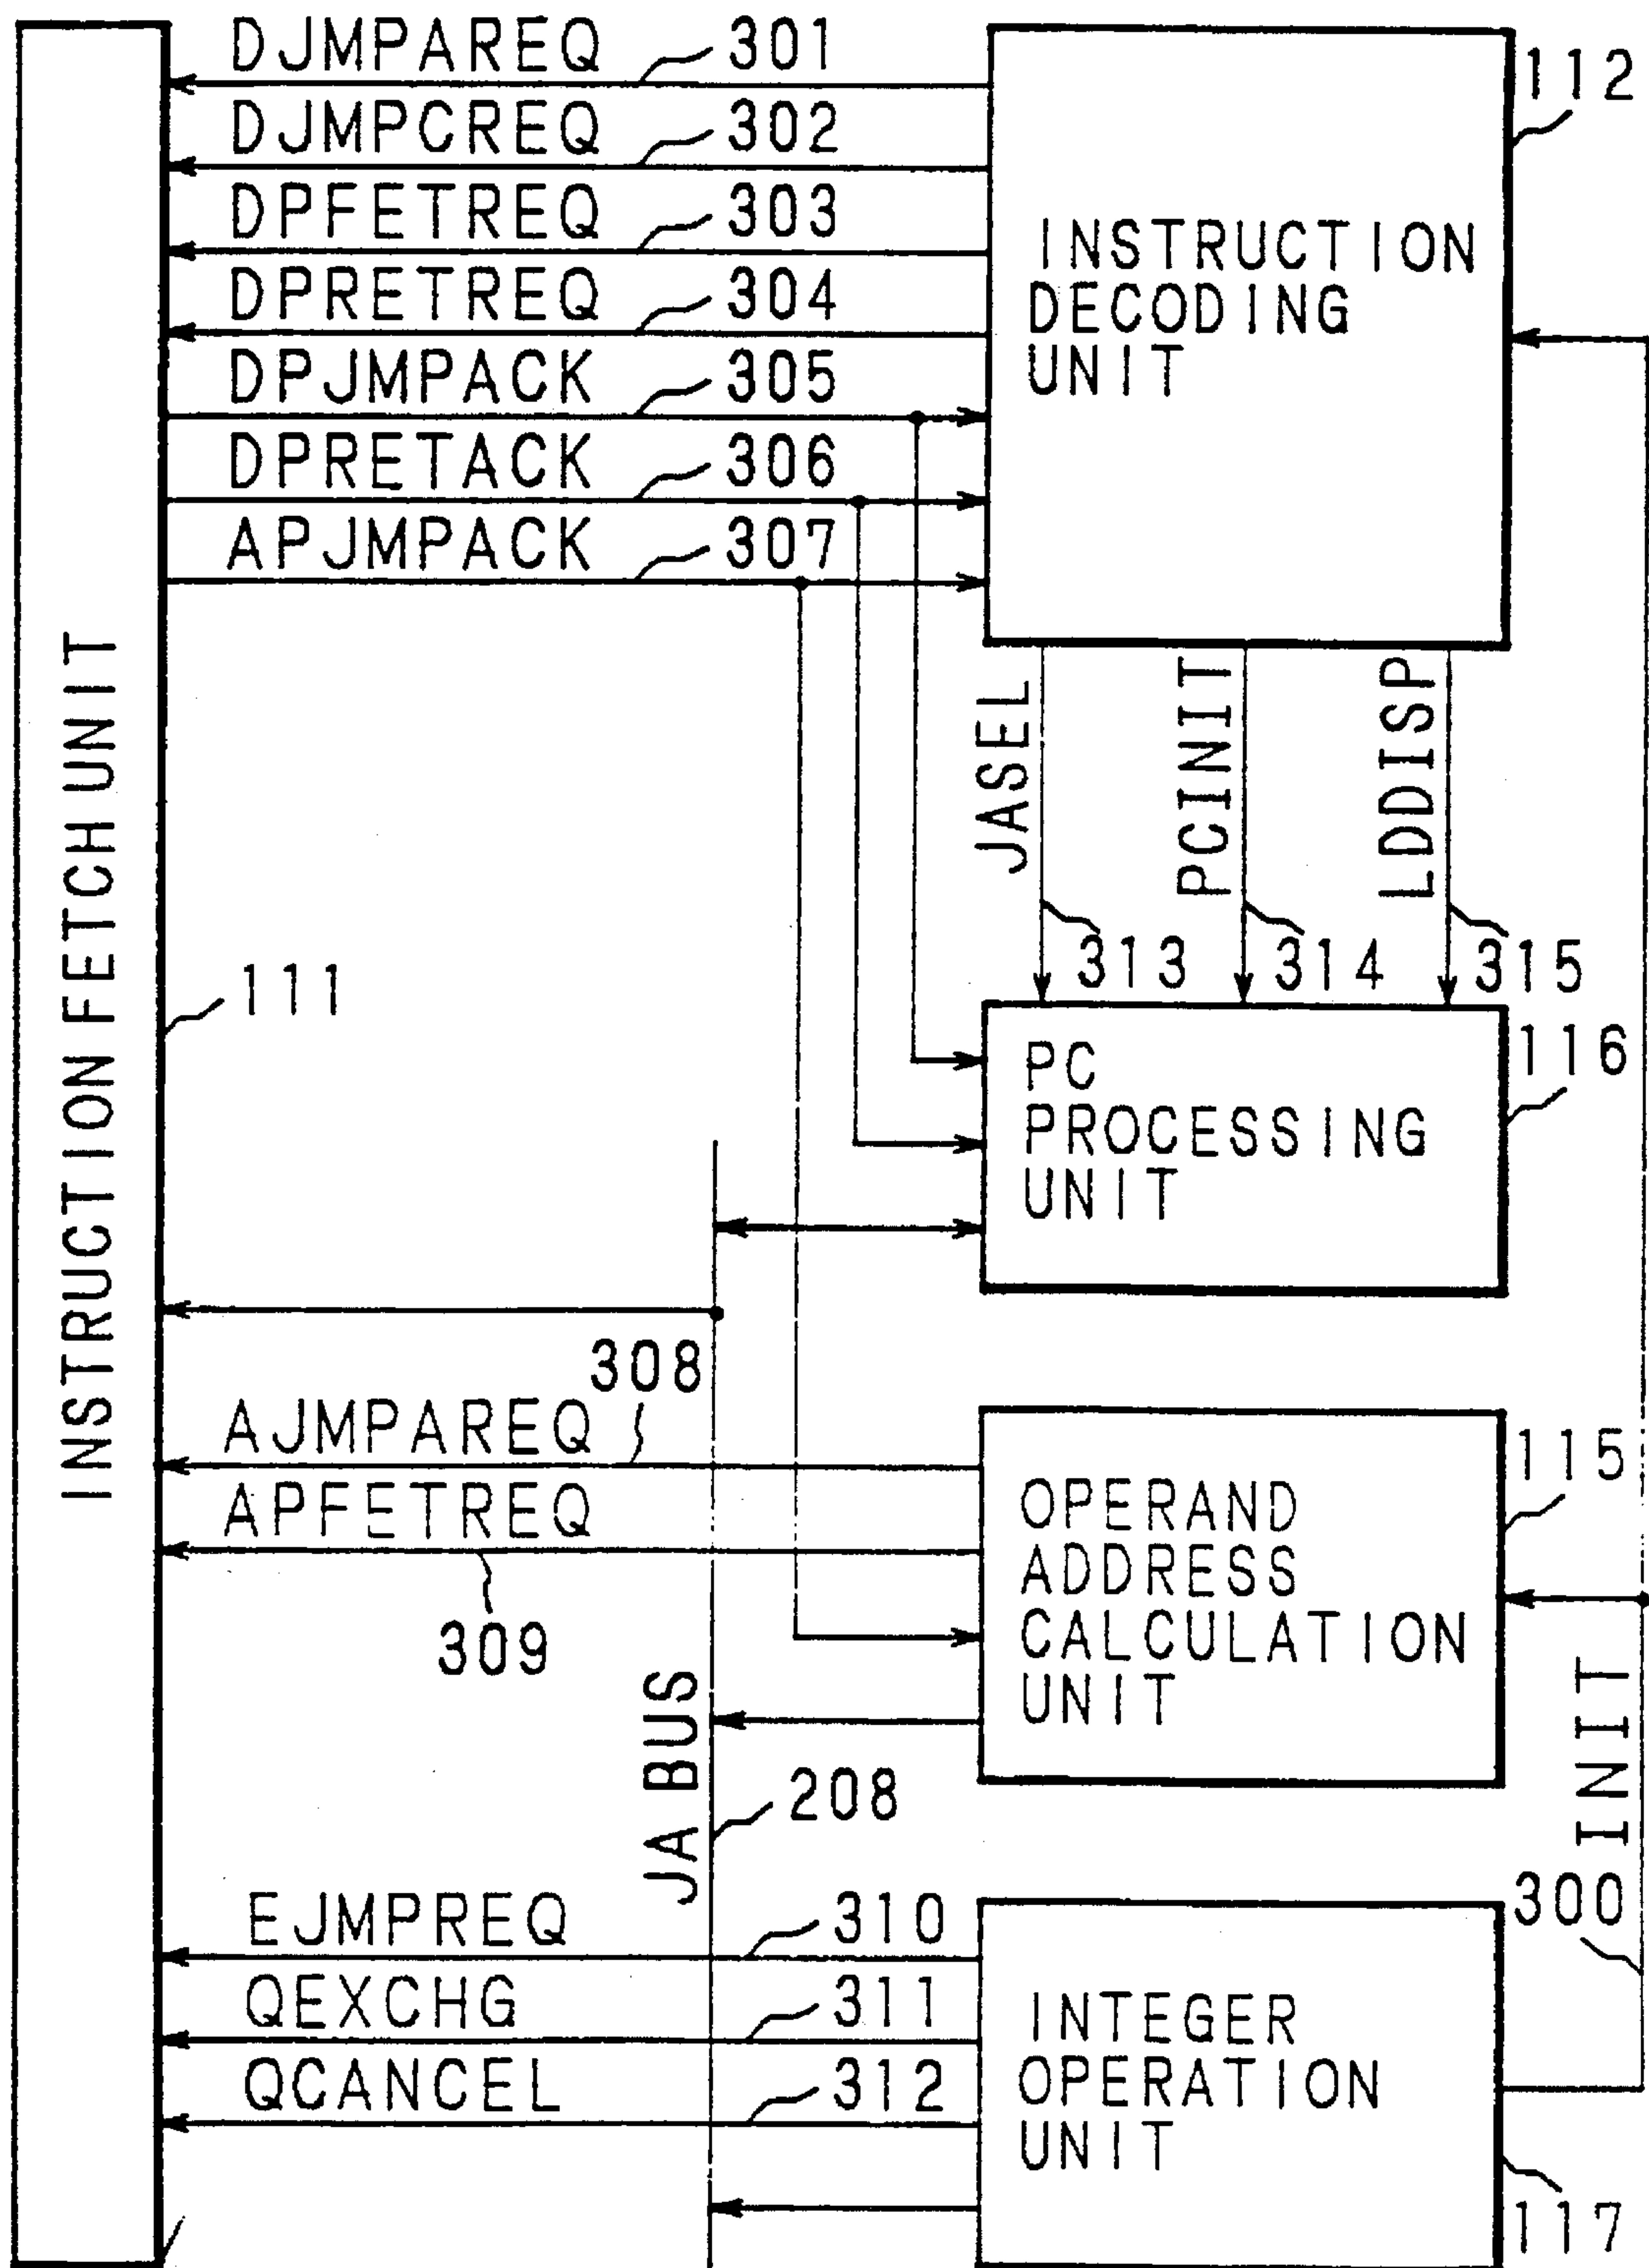 DJMPAREQ 301
DJMPCREQ 302
DPFETREQ 303
DPRETREQ 304
DPJMPACK 305
DPRETACK 306
APJMPACK 307
112
INSTRUCTION
DECODING
UNIT
INSTRUCTION FETCH UNIT
111
JASEL
PCINIT
LDDISP
313
314
315
PC
PROCESSING
UNIT
116
308
AJMPAREQ
APFETREQ
309
OPERAND
ADDRESS
CALCULATION
UNIT
115
JA BUS
208
INIT
300
EJMPREQ 310
QEXCHG 311
QCANCEL 312
INTEGER
OPERATION
UNIT
117